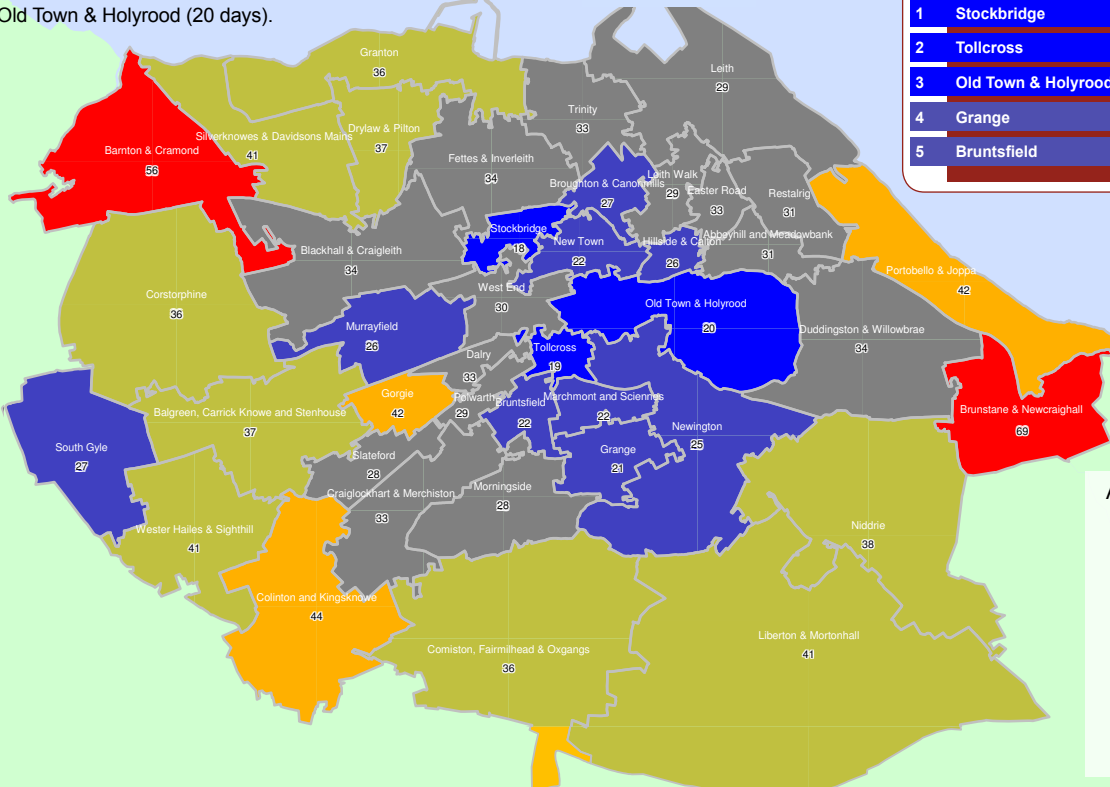 Old Town & Holyrood (20 days).
1 Stockbridge
2 Tollcross
3 Old Town & Holyrood
4 Grange
5 Bruntsfield
Granton
36
Leith
29
Trinity
33
Silverknowes & Davidsons Mains
41
Drylaw & Pilton
37
Barnton & Cramond
56
Fettes & Inverleith
34
Broughton & Canonmills
27
Leith Walk
29
Easter Road
33
Restalrig
31
Stockbridge
18
New Town
22
Hillside & Calton
26
Abbeyhill and Meadowbank
31
Blackhall & Craigleith
34
Portobello & Joppa
42
West End
30
Corstorphine
36
Old Town & Holyrood
20
Murrayfield
26
Duddingston & Willowbrae
34
Tollcross
19
Dalry
33
Gorgie
42
Polwarth
29
Bruntsfield
22
Marchmont and Sciennes
22
Balgreen, Carrick Knowe and Stenhouse
37
Brunstane & Newcraighall
69
Newington
25
South Gyle
27
Grange
21
Slateford
28
Craiglockhart & Merchiston
33
Morningside
28
A
Wester Hailes & Sighthill
41
Niddrie
38
Colinton and Kingsknowe
44
Liberton & Mortonhall
41
Comiston, Fairmilhead & Oxgangs
36